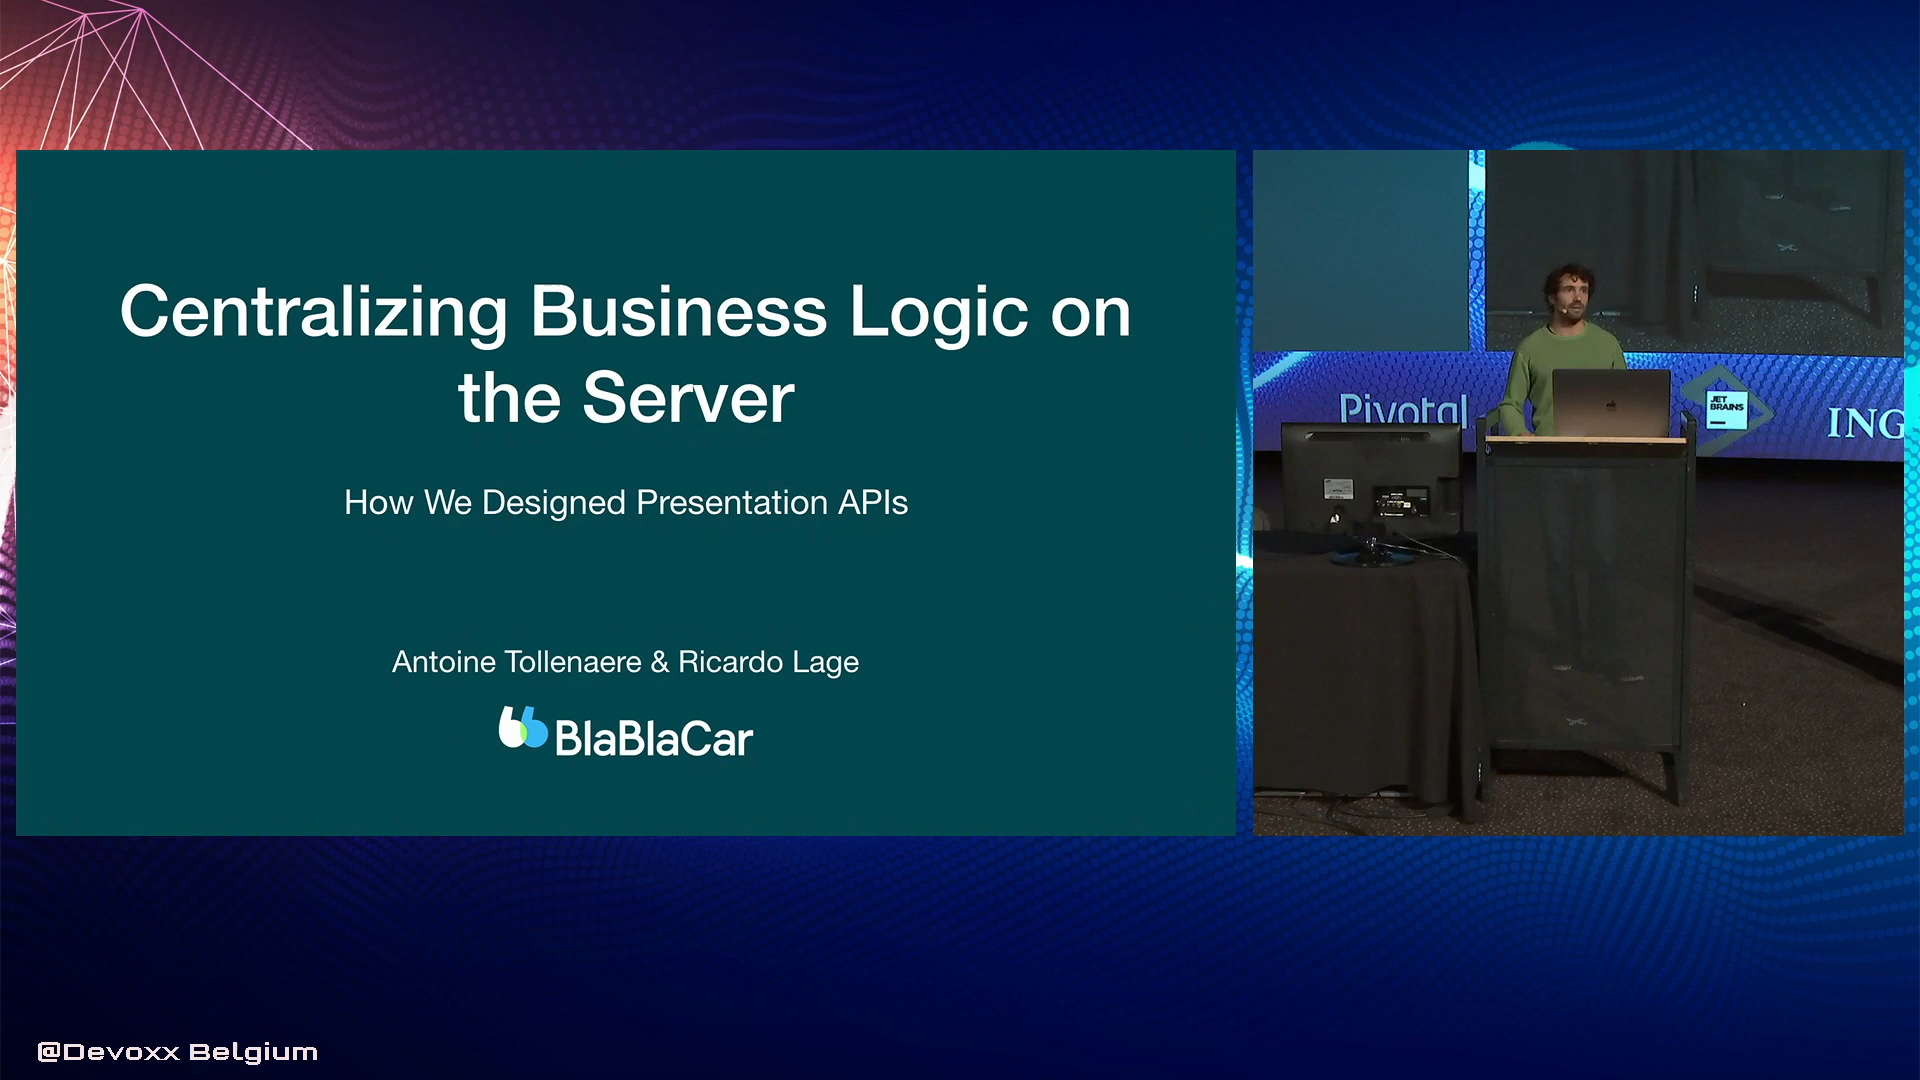 Centralizing Business Logic on
the Server
How We Designed Presentation APIs
Antoine Tollenaere & Ricardo Lage
BlaBlaCar
Pivotal
JET
BRAINS
ING
@Devoxx Belgium